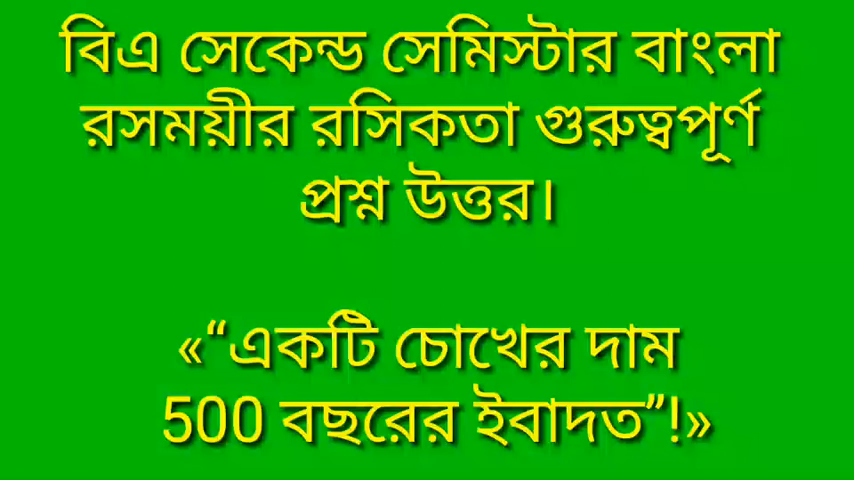 বিএ সেকেন্ড সেমিস্টার বাংলা
রসময়ীর রসিকতা গুরুত্বপূর্ণ
প্রশ্ন উত্তর।
«“একটি চোখের দাম
500 বছরের ইবাদত”!»